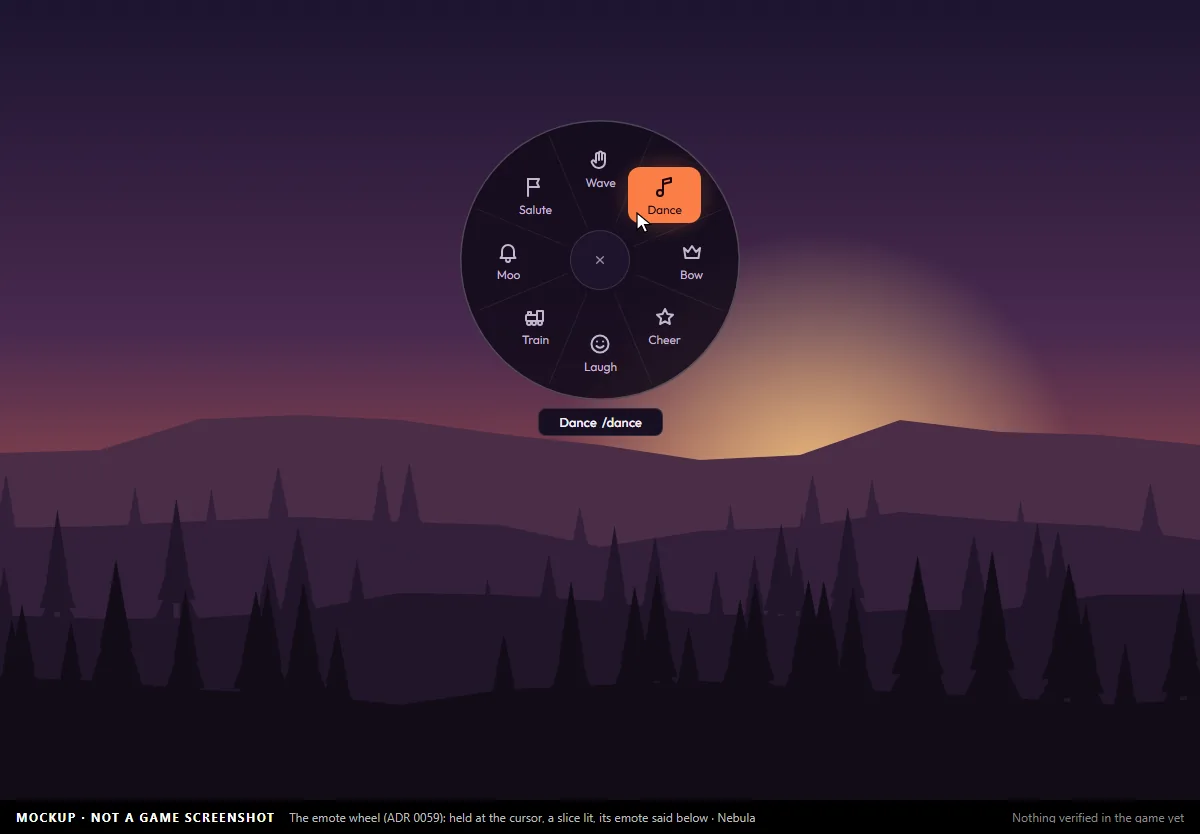 Wave
Salute
Dance
Moo
×
Bow
Train
Cheer
Laugh
Dance /dance
MOCKUP · NOT A GAME SCREENSHOT The emote wheel (ADR 0059): held at the cursor, a slice lit, its emote said below · Nebula Nothing verified in the game yet